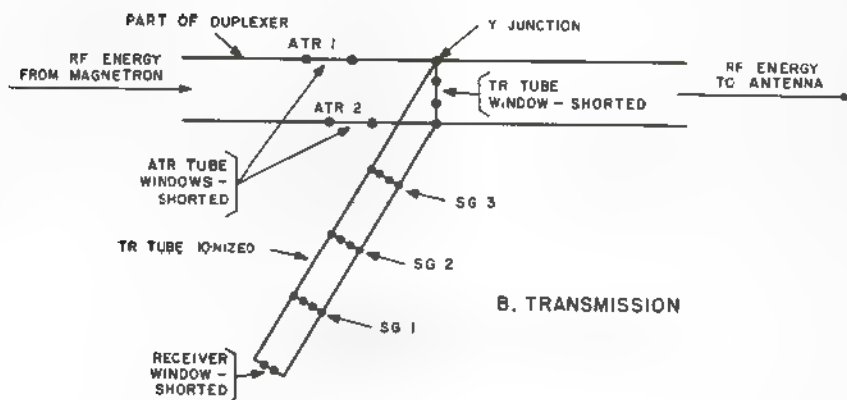 PART OF DUPLEXER
Y JUNCTION
ATR 1
RF ENERGY
FROM MAGNETRON
RF ENERGY
TO ANTENNA
TR TUBE
WINDOW-SHORTED
ATR 2
ATR TUBE
WINDOWS-
SHORTED
SG 3
TR TUBE IONIZED
SG 2
B. TRANSMISSION
SG 1
RECEIVER
WINDOW-
SHORTED